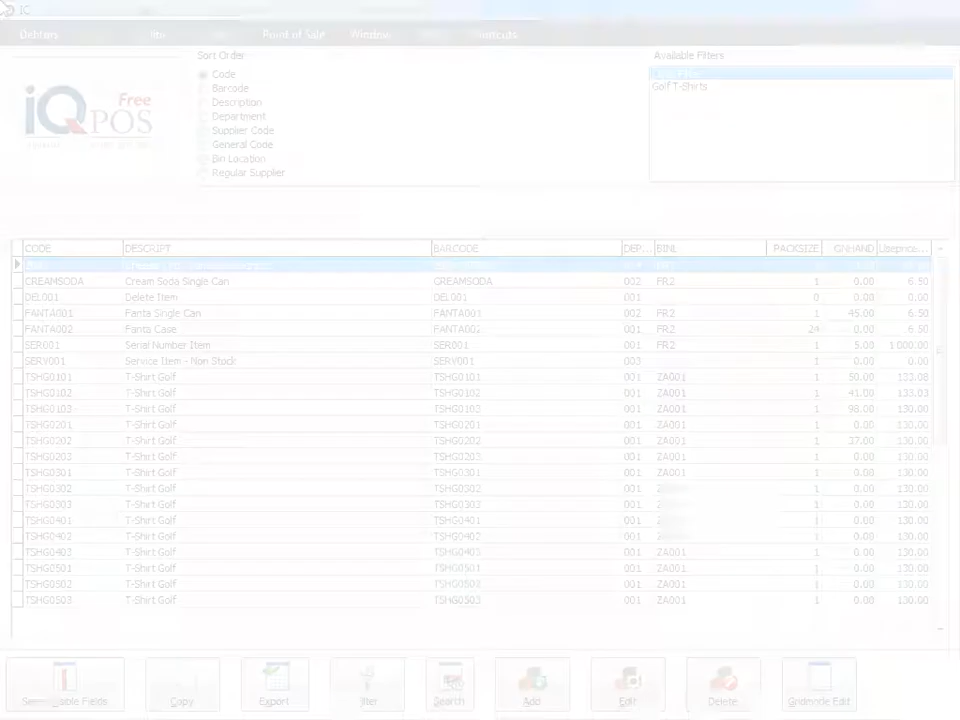 IC
Debtors Point of Sale Window Shortcuts
Sort Order Available Filters
Code
Golf T-Shirts
Barcode
Description
Department
Supplier Code
General Code
Bin Location
Regular Supplier
iQ Free POS
CODE DESCRIPT BARCODE DEP... BINL PACKSIZE ONHAND Useprice...
CREAMSODA Cream Soda Single Can CREAMSODA 002 FR2 1 0.00 6.50
DEL001 Delete Item DEL001 001 0 0.00 0.00
FANTA001 Fanta Single Can FANTA001 002 FR2 1 45.00 6.50
FANTA002 Fanta Case FANTA002 001 FR2 24 0.00 6.50
SER001 Serial Number Item SER001 001 FR2 1 5.00 1 000.00
SERV001 Service Item - Non Stock SERV001 003 1 0.00 0.00
TSHG0101 T-Shirt Golf TSHG0101 001 ZA001 1 50.00 133.08
TSHG0102 T-Shirt Golf TSHG0102 001 ZA001 1 41.00 133.03
TSHG0103 T-Shirt Golf TSHG0103 001 ZA001 1 98.00 130.00
TSHG0201 T-Shirt Golf TSHG0201 001 ZA001 1 0.00 130.00
TSHG0202 T-Shirt Golf TSHG0202 001 ZA001 1 37.00 130.00
TSHG0203 T-Shirt Golf TSHG0203 001 ZA001 1 0.00 130.00
TSHG0301 T-Shirt Golf TSHG0301 001 ZA001 1 0.00 130.00
TSHG0302 T-Shirt Golf TSHG0302 001 1 0.00 130.00
TSHG0303 T-Shirt Golf TSHG0303 001 1 0.00 130.00
TSHG0401 T-Shirt Golf TSHG0401 001 1 0.00 130.00
TSHG0402 T-Shirt Golf TSHG0402 001 1 0.00 130.00
TSHG0403 T-Shirt Golf TSHG0403 001 ZA001 1 0.00 130.00
TSHG0501 T-Shirt Golf TSHG0501 001 ZA001 1 0.00 130.00
TSHG0502 T-Shirt Golf TSHG0502 001 ZA001 1 0.00 130.00
TSHG0503 T-Shirt Golf TSHG0503 001 ZA001 1 0.00 130.00
Select Visible Fields Copy Export Filter Search Add Edit Delete Gridmode Edit